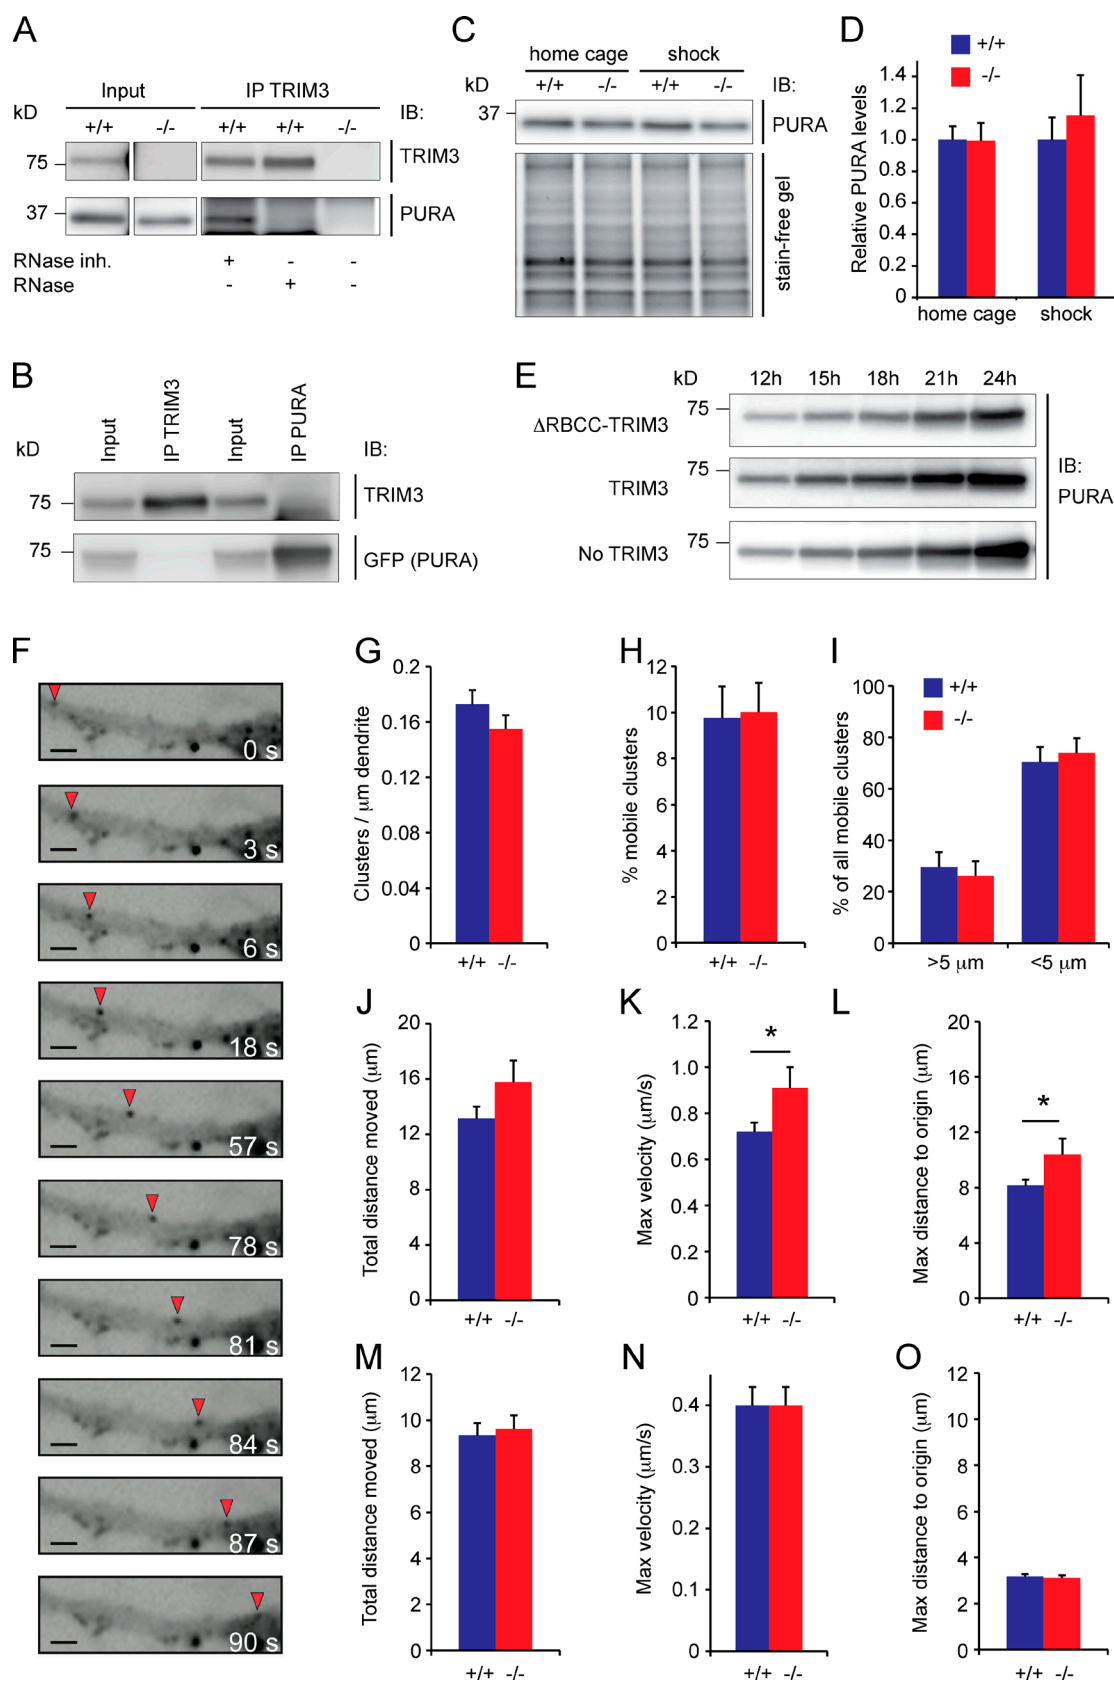 A
Input
IP TRIM3
kD
+/+
-/-
+/+
+/+
-/-
IB:
75
TRIM3
37
PURA
RNase inh.
+
-
-
RNase
-
+
-
B
Input
IP TRIM3
Input
IP PURA
kD
IB:
75
TRIM3
75
GFP (PURA)
C
home cage
shock
kD
+/+
-/-
+/+
-/-
IB:
37
PURA
stain-free gel
D
+/+
-/-
Relative PURA levels
1.4
1.2
1.0
0.8
0.6
0.4
0.2
0
home cage
shock
E
kD
12h
15h
18h
21h
24h
75
ΔRBCC-TRIM3
75
TRIM3
75
No TRIM3
IB:
PURA
F
0 s
3 s
6 s
18 s
57 s
78 s
81 s
84 s
87 s
90 s
G
Clusters / μm dendrite
0.2
0.16
0.12
0.08
0.04
0
+/+
-/-
H
% mobile clusters
12
10
8
6
4
2
0
+/+
-/-
I
+/+
-/-
% of all mobile clusters
100
80
60
40
20
0
>5 μm
<5 μm
J
Total distance moved (μm)
20
16
12
8
4
0
+/+
-/-
K
Max velocity (μm/s)
1.2
1.0
0.8
0.6
0.4
0.2
0
*
+/+
-/-
L
Max distance to origin (μm)
20
16
12
8
4
0
*
+/+
-/-
M
Total distance moved (μm)
12
10
8
6
4
2
0
+/+
-/-
N
Max velocity (μm/s)
0.4
0.3
0.2
0.1
0
+/+
-/-
O
Max distance to origin (μm)
12
10
8
6
4
2
0
+/+
-/-